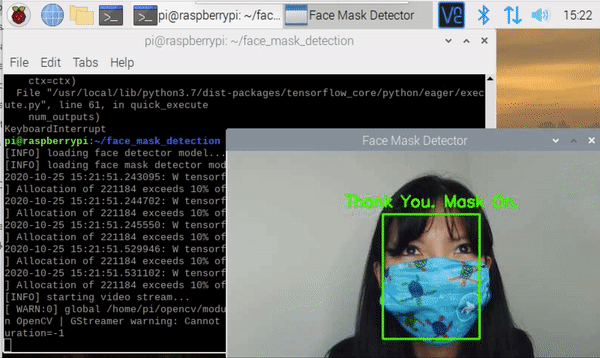 pi@raspberrypi: ~/fac...
Face Mask Detector
15:22
pi@raspberrypi: ~/face_mask_detection
File Edit Tabs Help
ctx=ctx)
File "/usr/local/lib/python3.7/dist-packages/tensorflow_core/python/eager/exec
ute.py", line 61, in quick_execute
num_outputs)
KeyboardInterrupt
pi@raspberrypi:~/face_mask_detection
[INFO] loading face detector model...
[INFO] loading face mask detector mod
2020-10-25 15:21:51.243095: W tensorf
] Allocation of 221184 exceeds 10% of
2020-10-25 15:21:51.244702: W tensorf
] Allocation of 221184 exceeds 10% of
2020-10-25 15:21:51.245550: W tensorf
] Allocation of 221184 exceeds 10% of
2020-10-25 15:21:51.529946: W tensorf
] Allocation of 221184 exceeds 10% of
2020-10-25 15:21:51.531102: W tensorf
] Allocation of 221184 exceeds 10% of
[INFO] starting video stream...
[ WARN:0] global /home/pi/opencv/modu
n OpenCV | GStreamer warning: Cannot
uration=-1
Face Mask Detector
Thank You. Mask On.